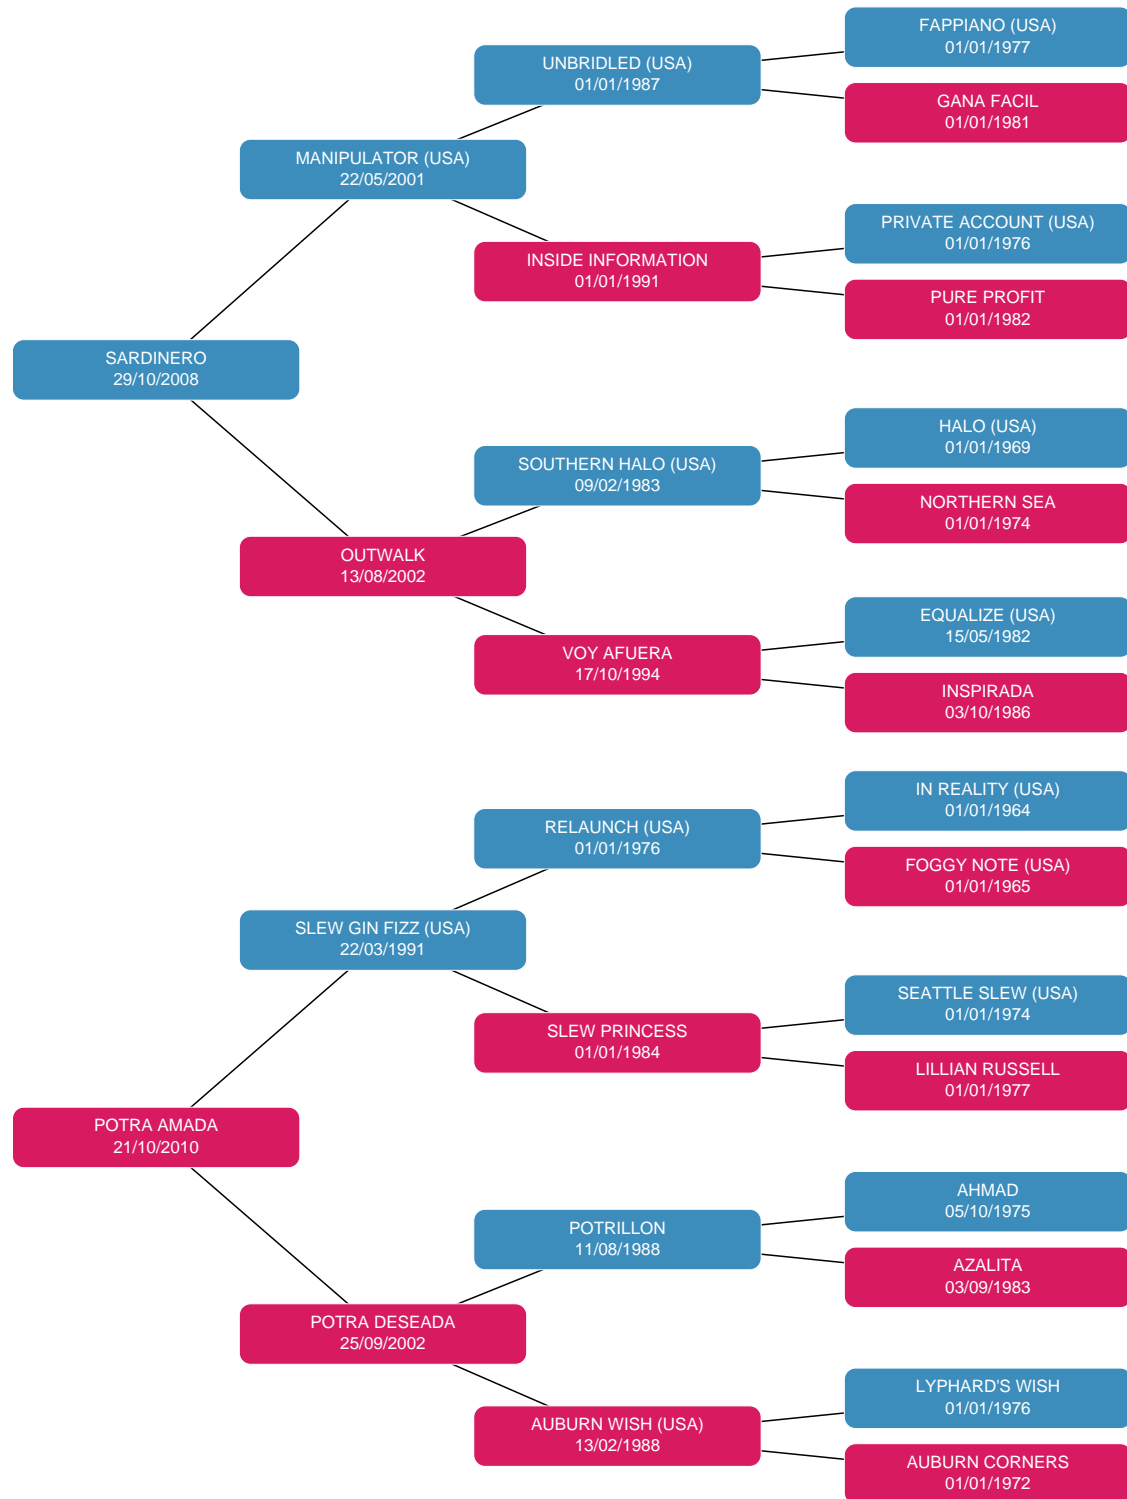 FAPPIANO (USA)
01/01/1977
UNBRIDLED (USA)
01/01/1987
GANA FACIL
01/01/1981
MANIPULATOR (USA)
22/05/2001
PRIVATE ACCOUNT (USA)
01/01/1976
INSIDE INFORMATION
01/01/1991
PURE PROFIT
01/01/1982
SARDINERO
29/10/2008
HALO (USA)
01/01/1969
SOUTHERN HALO (USA)
09/02/1983
NORTHERN SEA
01/01/1974
OUTWALK
13/08/2002
EQUALIZE (USA)
15/05/1982
VOY AFUERA
17/10/1994
INSPIRADA
03/10/1986
IN REALITY (USA)
01/01/1964
RELAUNCH (USA)
01/01/1976
FOGGY NOTE (USA)
01/01/1965
SLEW GIN FIZZ (USA)
22/03/1991
SEATTLE SLEW (USA)
01/01/1974
SLEW PRINCESS
01/01/1984
LILLIAN RUSSELL
01/01/1977
POTRA AMADA
21/10/2010
AHMAD
05/10/1975
POTRILLON
11/08/1988
AZALITA
03/09/1983
POTRA DESEADA
25/09/2002
LYPHARD'S WISH
01/01/1976
AUBURN WISH (USA)
13/02/1988
AUBURN CORNERS
01/01/1972